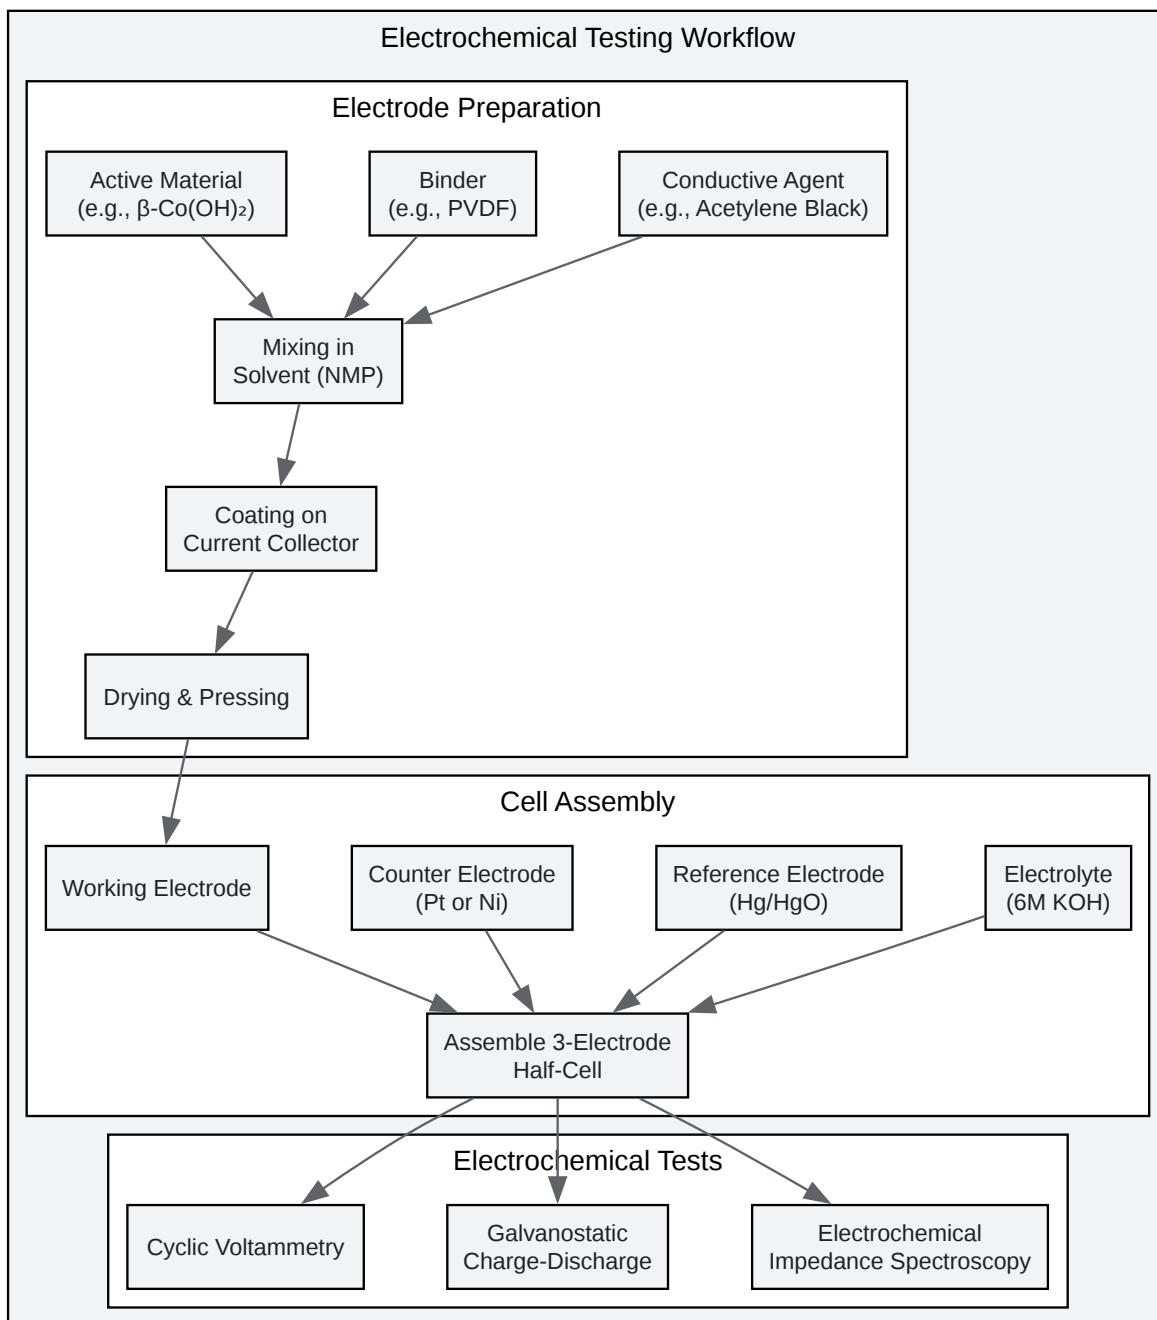 Electrochemical Testing Workflow
Electrode Preparation
Active Material
(e.g., β-Co(OH)₂)
Binder
(e.g., PVDF)
Conductive Agent
(e.g., Acetylene Black)
Mixing in
Solvent (NMP)
Coating on
Current Collector
Drying & Pressing
Cell Assembly
Working Electrode
Counter Electrode
(Pt or Ni)
Reference Electrode
(Hg/HgO)
Electrolyte
(6M KOH)
Assemble 3-Electrode
Half-Cell
Electrochemical Tests
Cyclic Voltammetry
Galvanostatic
Charge-Discharge
Electrochemical
Impedance Spectroscopy